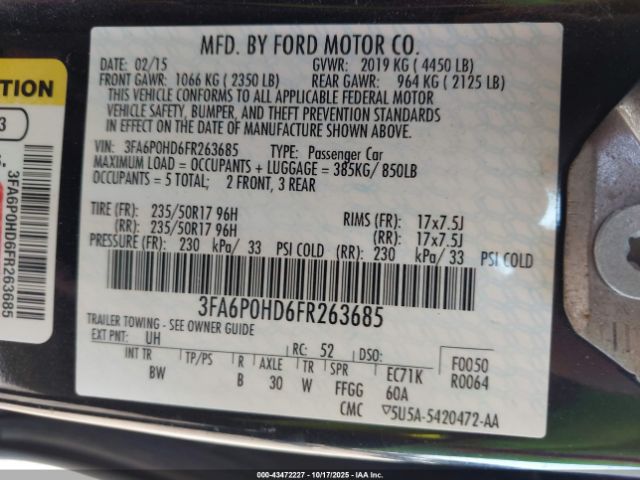 MFD. BY FORD MOTOR CO.
DATE: 02/15 GVWR: 2019 KG ( 4450 LB)
FRONT GAWR: 1066 KG ( 2350 LB) REAR GAWR: 964 KG ( 2125 LB)
THIS VEHICLE CONFORMS TO ALL APPLICABLE FEDERAL MOTOR
VEHICLE SAFETY, BUMPER, AND THEFT PREVENTION STANDARDS
IN EFFECT ON THE DATE OF MANUFACTURE SHOWN ABOVE.
VIN: 3FA6P0HD6FR263685 TYPE: Passenger Car
MAXIMUM LOAD = OCCUPANTS + LUGGAGE = 385KG/ 850LB
OCCUPANTS = 5 TOTAL; 2 FRONT, 3 REAR
TIRE (FR): 235/50R17 96H RIMS (FR): 17x7.5J
(RR): 235/50R17 96H (RR): 17x7.5J
PRESSURE (FR): 230 kPa/ 33 PSI COLD (RR): 230 kPa/ 33 PSI COLD
3FA6P0HD6FR263685
TRAILER TOWING - SEE OWNER GUIDE
EXT PNT: UH RC: 52 DSO: F0050
INT TR TP/PS R AXLE TR SPR EC71K R0064
BW B 30 W FFGG 60A
CMC ▽5U5A-5420472-AA
TION
3
3FA6P0HD6FR263685
00-43472227 - 10/17/2025 - IAAI.com